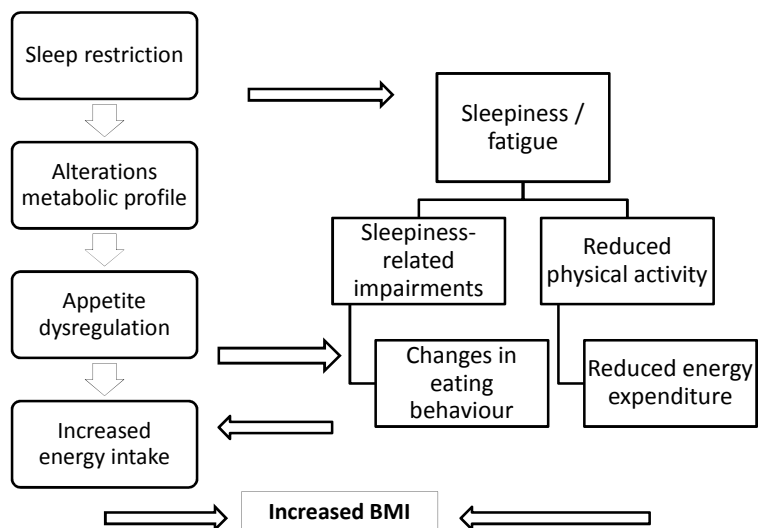 Sleep restriction
Alterations
metabolic profile
Appetite
dysregulation
Increased
energy intake
Sleepiness /
fatigue
Sleepiness-
related
impairments
Reduced
physical activity
Changes in
eating
behaviour
Reduced energy
expenditure
Increased BMI